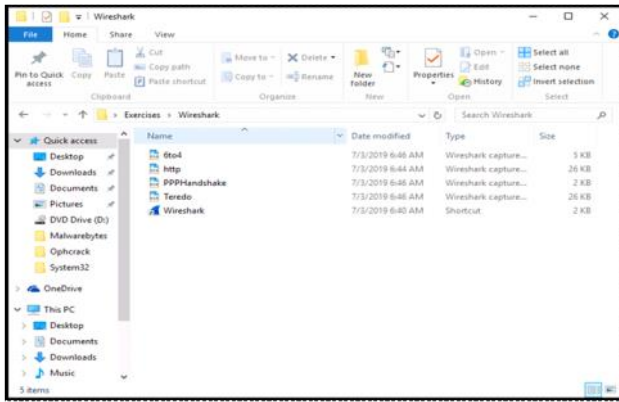 Wireshark
File Home Share View
Pin to Quick access
Copy
Paste
Cut
Copy path
Paste shortcut
Move to
Copy to
Delete
Rename
New folder
Properties
Open
Edit
History
Select all
Select none
Invert selection
Clipboard Organize New Open Select
Exercises > Wireshark
Search Wireshark
Name Date modified Type Size
6to4 7/3/2019 6:46 AM Wireshark capture... 5 KB
http 7/3/2019 6:44 AM Wireshark capture... 26 KB
PPPHandshake 7/3/2019 6:46 AM Wireshark capture... 2 KB
Teredo 7/3/2019 6:46 AM Wireshark capture... 26 KB
Wireshark 7/3/2019 6:40 AM Shortcut 2 KB
Quick access
Desktop
Downloads
Documents
Pictures
DVD Drive (D:)
Malwarebytes
Ophcrack
System32
OneDrive
This PC
Desktop
Documents
Downloads
Music
5 items